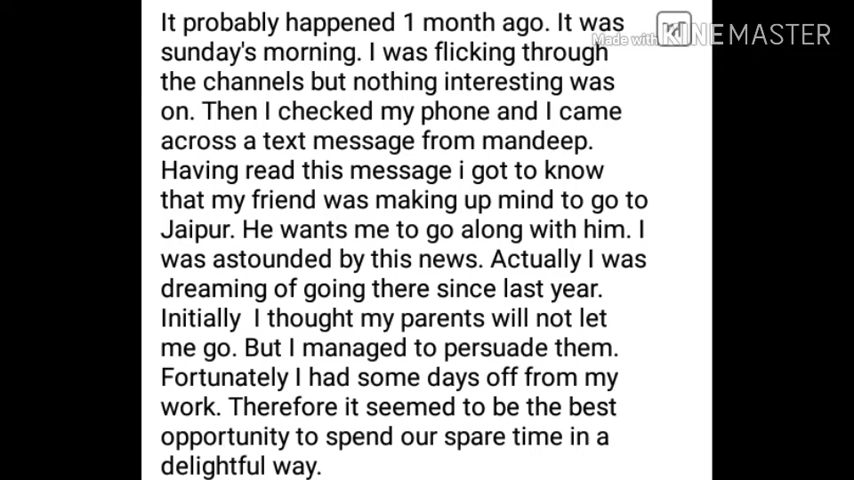 It probably happened 1 month ago. It was
sunday's morning. I was flicking through
the channels but nothing interesting was
on. Then I checked my phone and I came
across a text message from mandeep.
Having read this message i got to know
that my friend was making up mind to go to
Jaipur. He wants me to go along with him. I
was astounded by this news. Actually I was
dreaming of going there since last year.
Initially I thought my parents will not let
me go. But I managed to persuade them.
Fortunately I had some days off from my
work. Therefore it seemed to be the best
opportunity to spend our spare time in a
delightful way.
Made with KINEMASTER